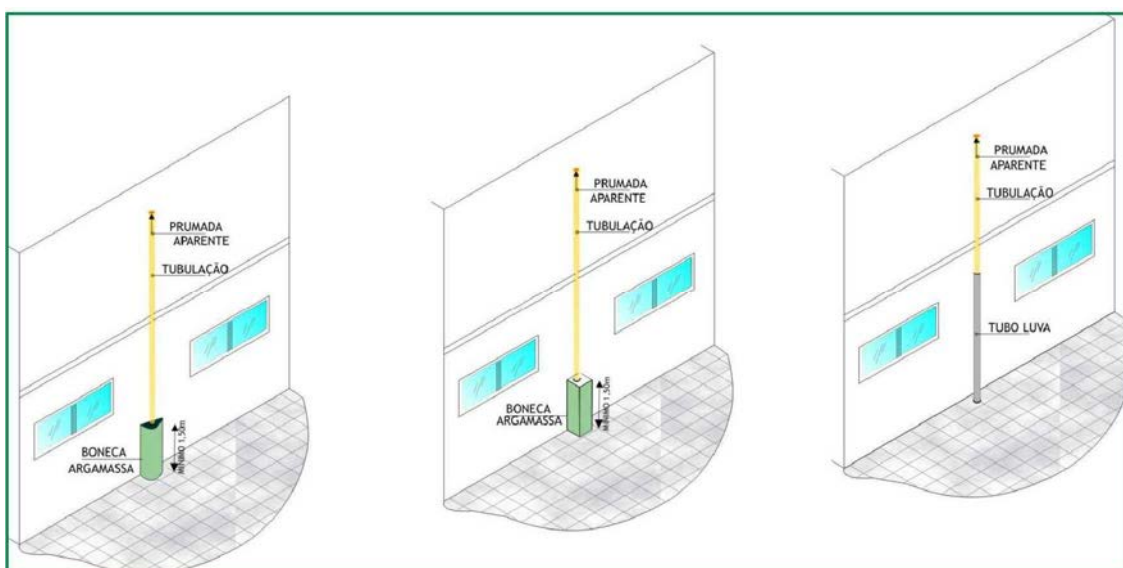 PRUMADA
APARENTE
TUBULAÇÃO
BONECA
ARGAMASSA
MÍNIMO 1,50m
PRUMADA
APARENTE
TUBULAÇÃO
BONECA
ARGAMASSA
MÍNIMO 1,50m
PRUMADA
APARENTE
TUBULAÇÃO
TUBO LUVA